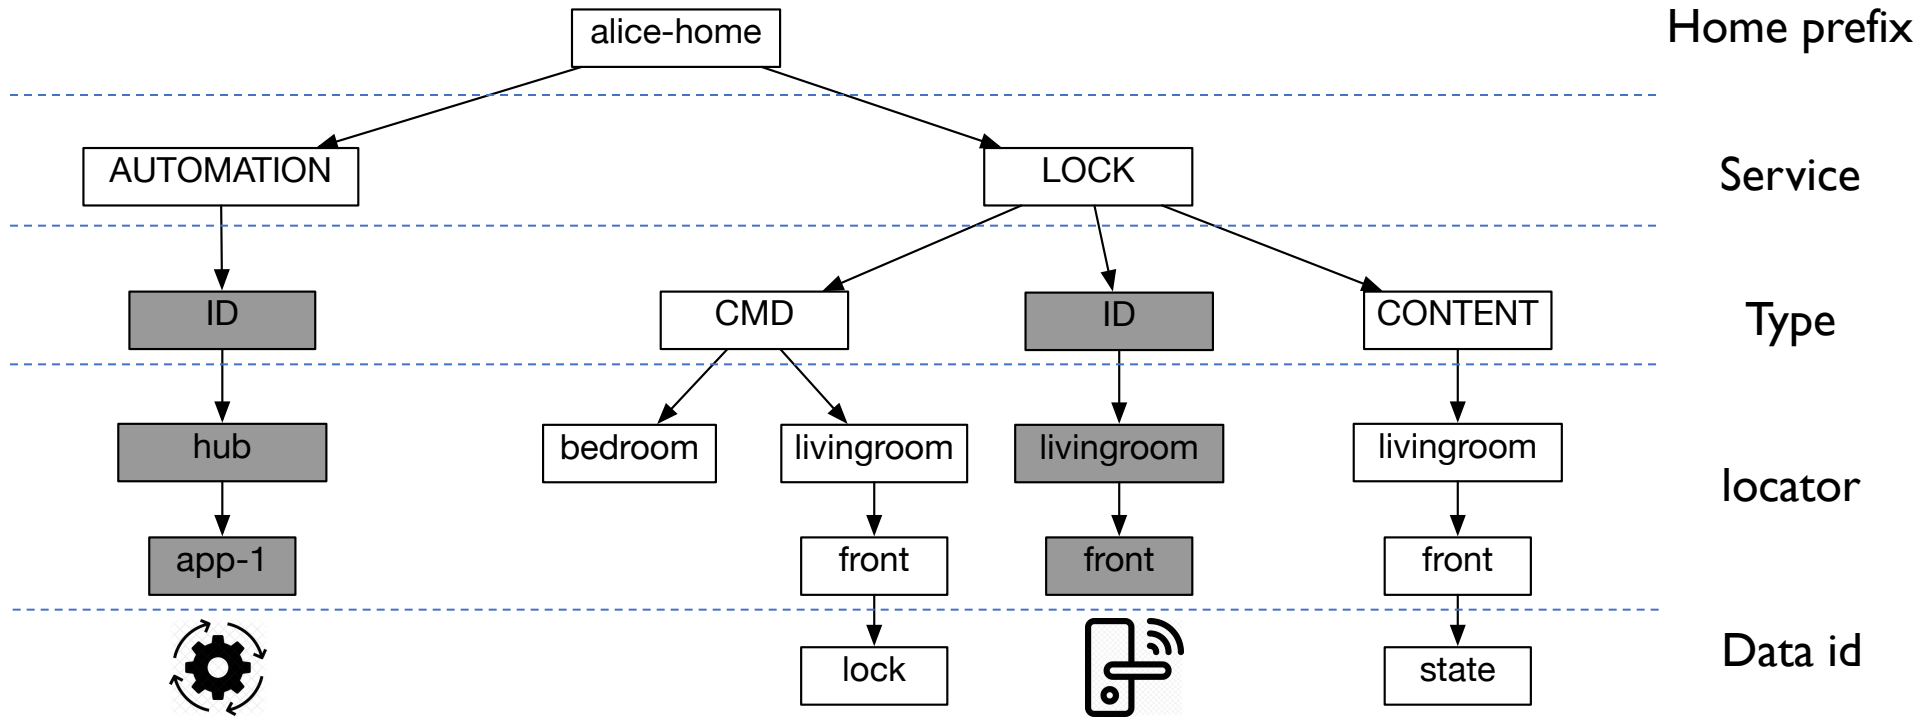 alice-home
Home prefix
AUTOMATION
LOCK
Service
ID
CMD
ID
CONTENT
Type
hub
bedroom
livingroom
livingroom
livingroom
locator
app-1
front
front
front
lock
state
Data id